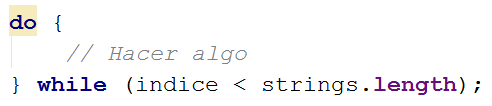 do {
// Hacer algo
} while (indice < strings.length);